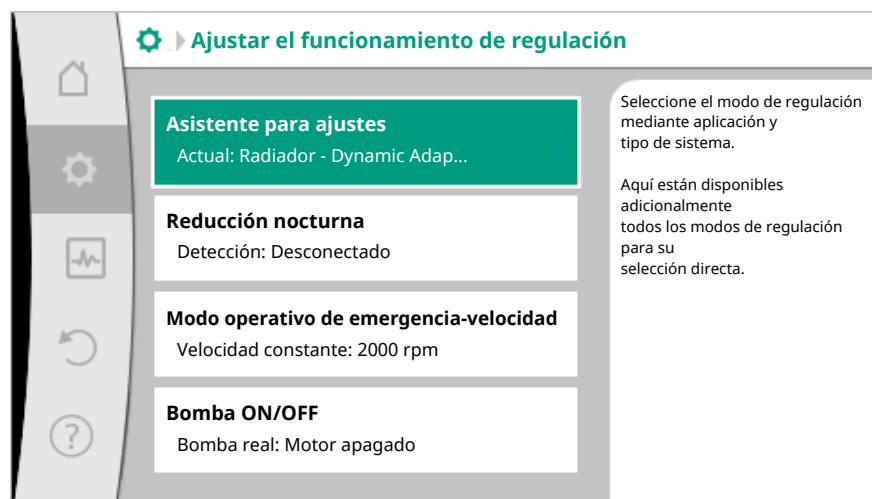 Ajustar el funcionamiento de regulación
Asistente para ajustes
Actual: Radiador - Dynamic Adap...
Reducción nocturna
Detección: Desconectado
Modo operativo de emergencia-velocidad
Velocidad constante: 2000 rpm
Bomba ON/OFF
Bomba real: Motor apagado
Seleccione el modo de regulación
mediante aplicación y
tipo de sistema.
Aquí están disponibles
adicionalmente
todos los modos de regulación
para su
selección directa.